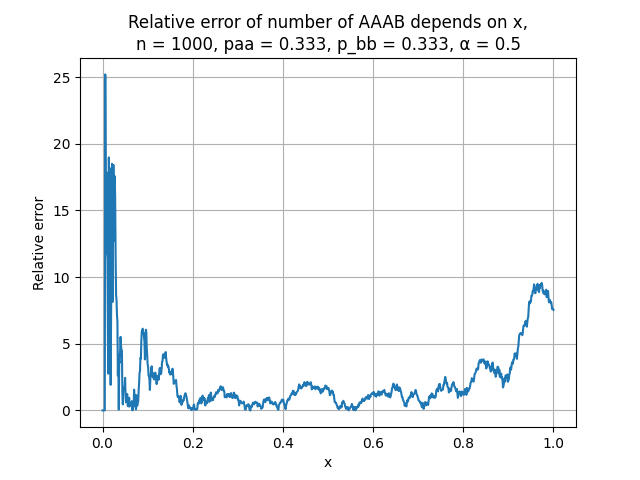 Relative error of number of AAAB depends on x,
n = 1000, paa = 0.333, p_bb = 0.333, α = 0.5
25
20
15
10
5
0
Relative error
0.0 0.2 0.4 0.6 0.8 1.0
x